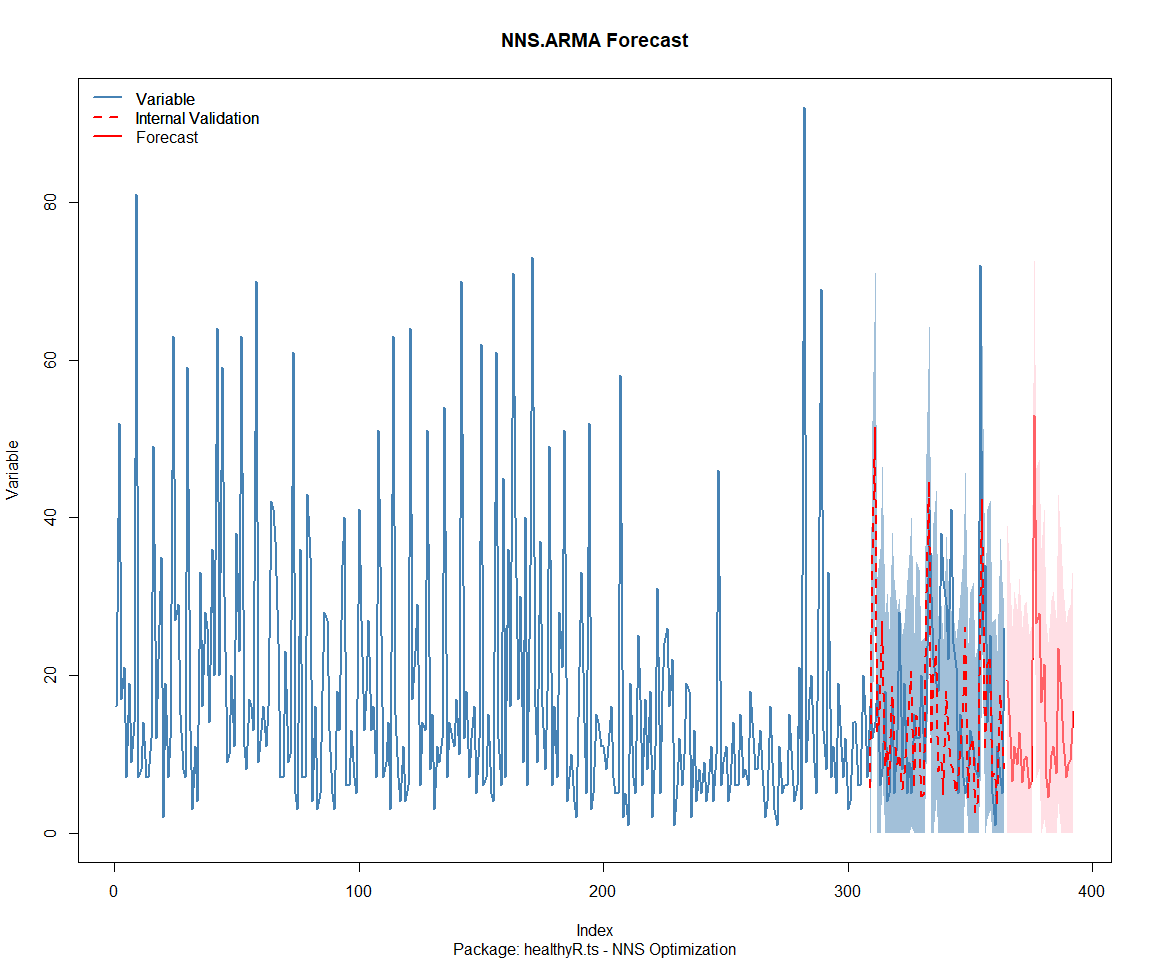 NNS.ARMA Forecast
Variable
Internal Validation
Forecast
Variable
80
60
40
20
0
0
100
200
300
400
Index
Package: healthyR.ts - NNS Optimization